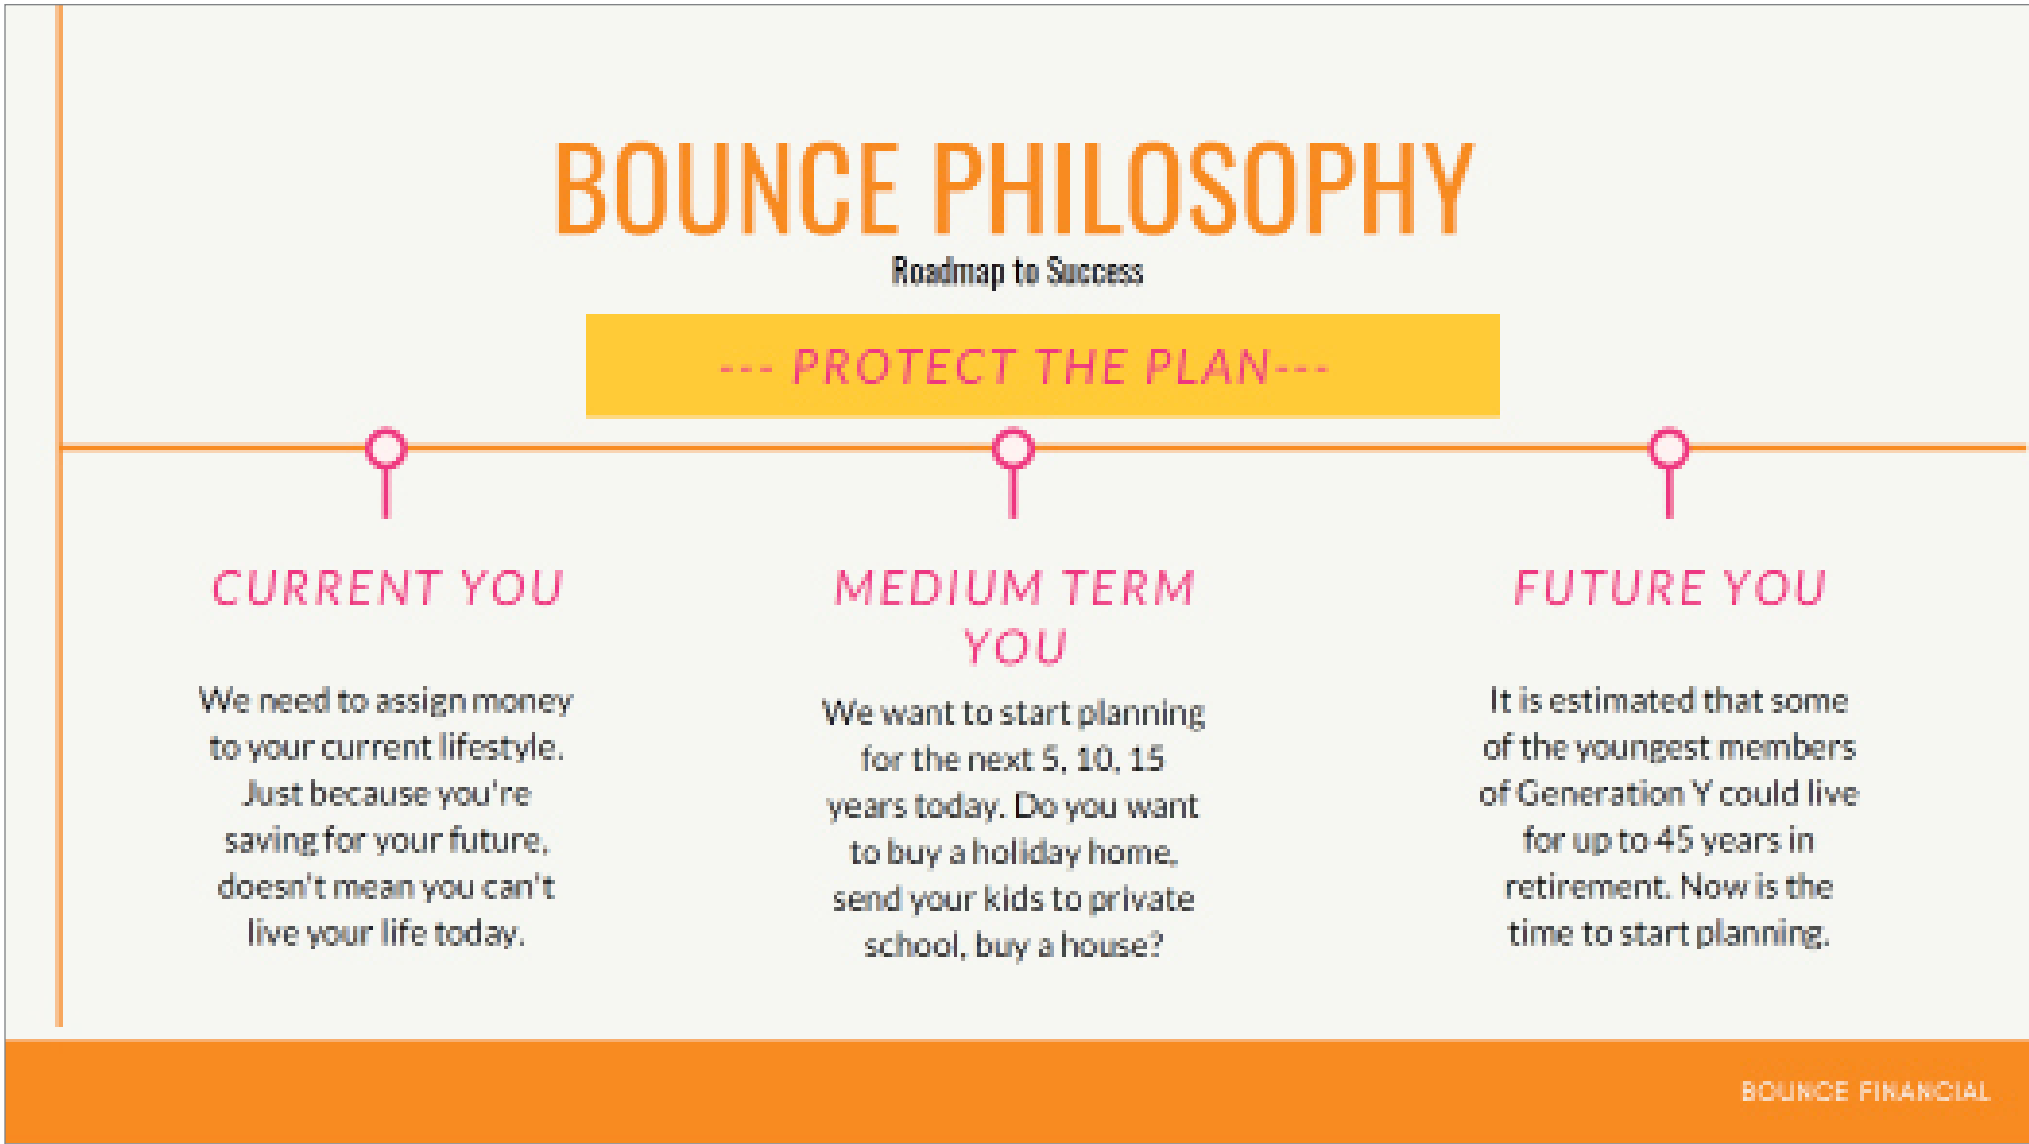 BOUNCE PHILOSOPHY
Roadmap to Success
--- PROTECT THE PLAN---
CURRENT YOU
We need to assign money
to your current lifestyle.
Just because you're
saving for your future,
doesn't mean you can't
live your life today.
MEDIUM TERM
YOU
We want to start planning
for the next 5, 10, 15
years today. Do you want
to buy a holiday home,
send your kids to private
school, buy a house?
FUTURE YOU
It is estimated that some
of the youngest members
of Generation Y could live
for up to 45 years in
retirement. Now is the
time to start planning.
BOUNCE FINANCIAL